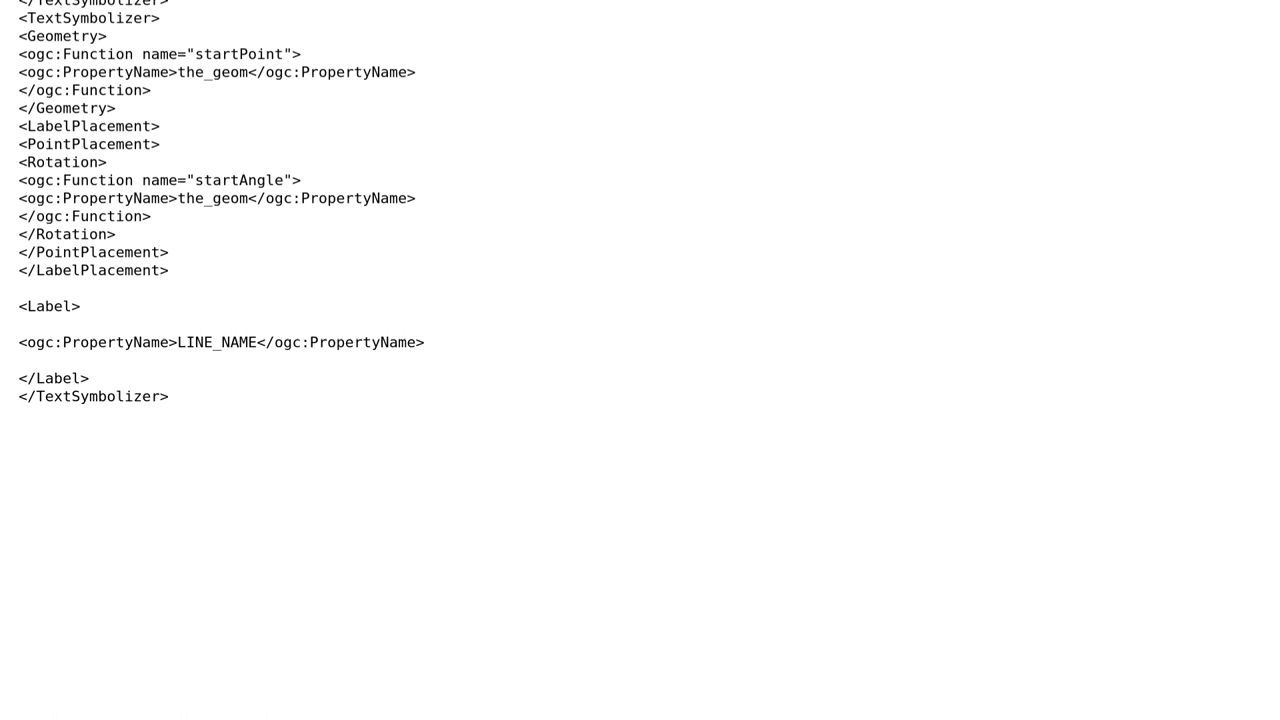 </TextSymbolizer>
<TextSymbolizer>
<Geometry>
<ogc:Function name="startPoint">
<ogc:PropertyName>the_geom</ogc:PropertyName>
</ogc:Function>
</Geometry>
<LabelPlacement>
<PointPlacement>
<Rotation>
<ogc:Function name="startAngle">
<ogc:PropertyName>the_geom</ogc:PropertyName>
</ogc:Function>
</Rotation>
</PointPlacement>
</LabelPlacement>
<Label>
<ogc:PropertyName>LINE_NAME</ogc:PropertyName>
</Label>
</TextSymbolizer>